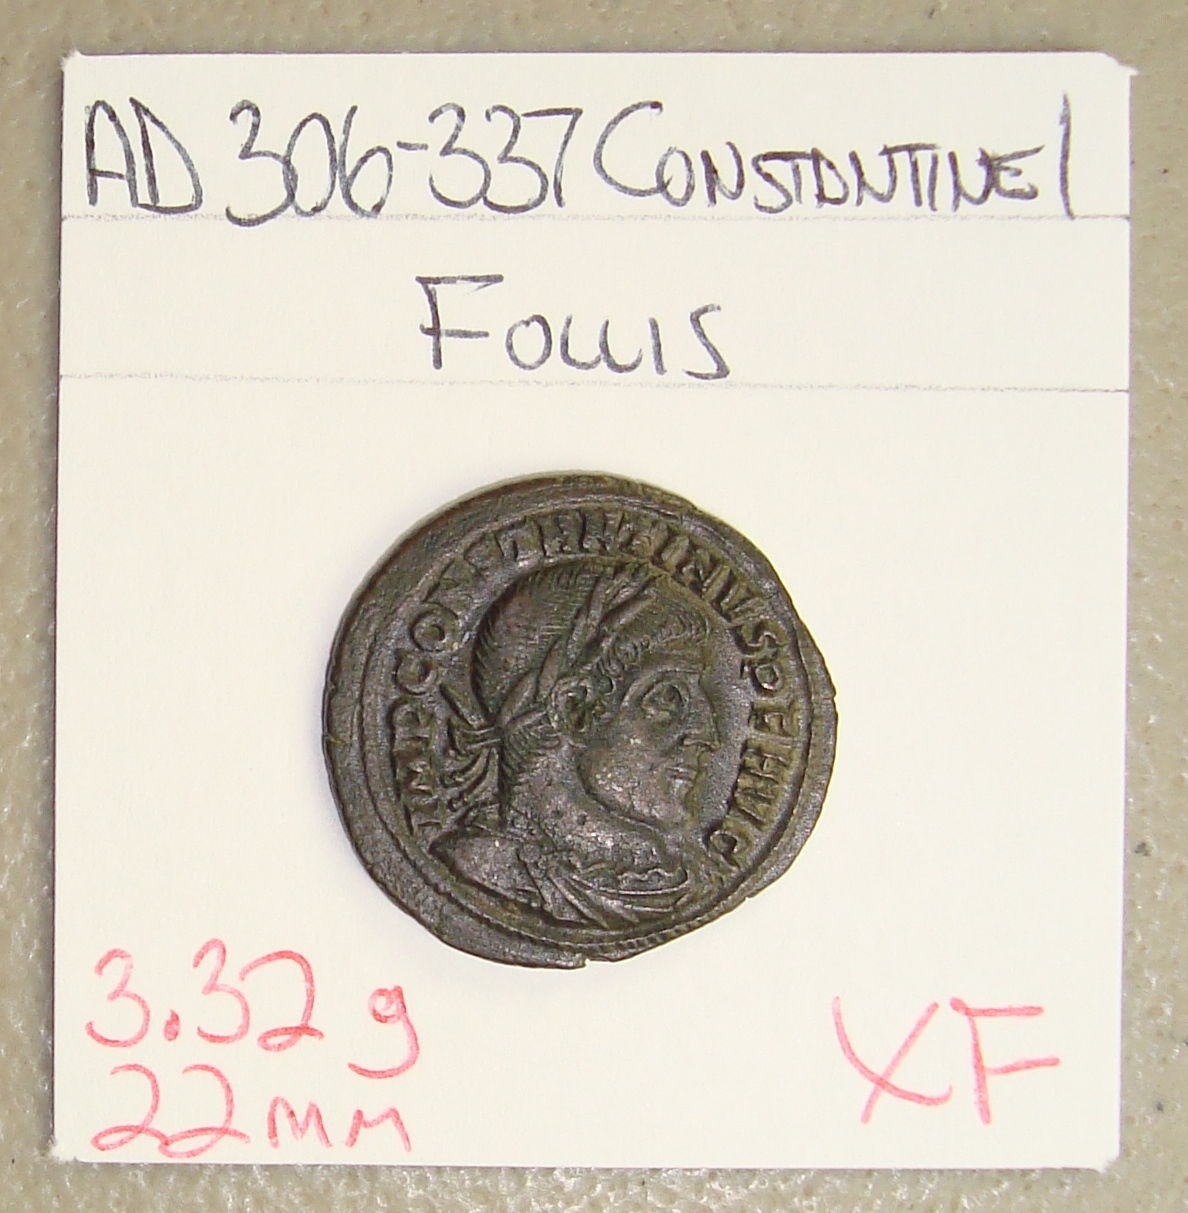 AD 306-337 CONSTANTINE I
FOLLIS
IMP CONSTANTINVS P F AVG
3.32 g
22 mm
XF